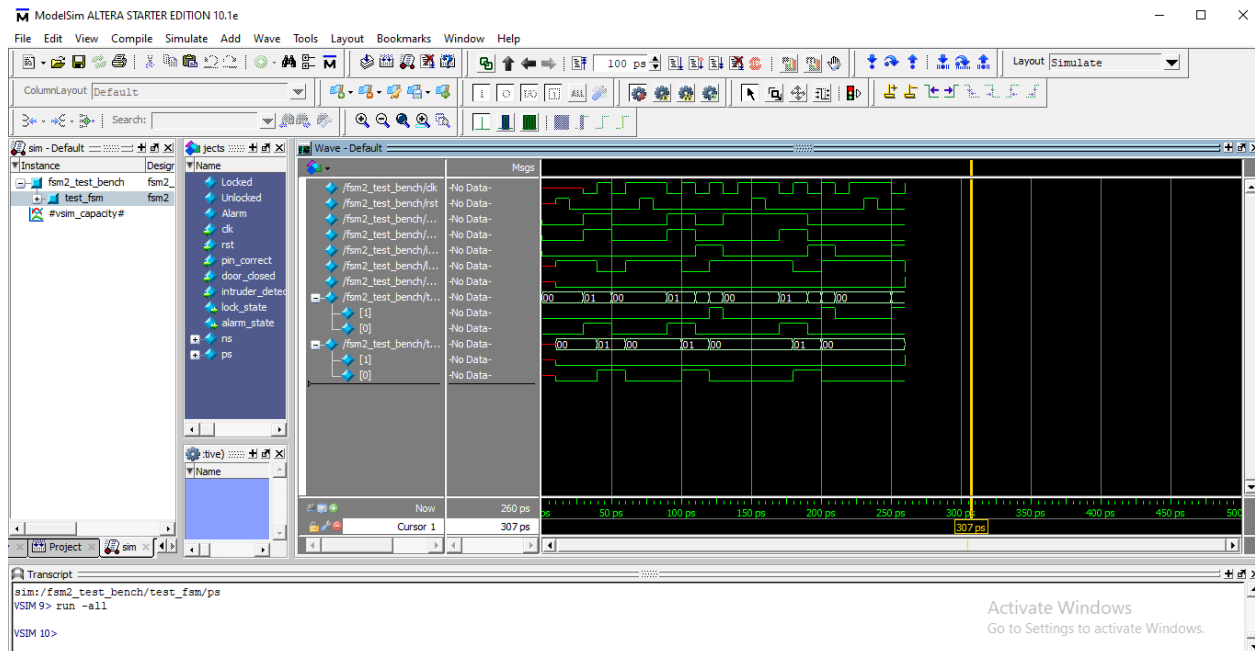 ModelSim ALTERA STARTER EDITION 10.1e
File Edit View Compile Simulate Add Wave Tools Layout Bookmarks Window Help
100 ps
Layout Simulate
ColumnLayout Default
Search:
sim - Default
jects
Wave - Default
Instance Desigr
Name
Msgs
fsm2_test_bench fsm2_
test_fsm fsm2
#vsim_capacity#
Locked
Unlocked
Alarm
clk
rst
pin_correct
door_closed
intruder_detec
lock_state
alarm_state
ns
ps
/fsm2_test_bench/clk -No Data-
/fsm2_test_bench/rst -No Data-
/fsm2_test_bench/... -No Data-
/fsm2_test_bench/... -No Data-
/fsm2_test_bench/i... -No Data-
/fsm2_test_bench/l... -No Data-
/fsm2_test_bench/... -No Data-
/fsm2_test_bench/t... -No Data- 00 01 00 01 00 01 00
[1] -No Data-
[0] -No Data-
/fsm2_test_bench/t... -No Data- 00 01 00 01 00 01 00
[1] -No Data-
[0] -No Data-
:tive)
Name
Now 260 ps
ps 50 ps 100 ps 150 ps 200 ps 250 ps 300 ps 350 ps 400 ps 450 ps 500
Cursor 1 307 ps
307 ps
Project
sim
Transcript
sim:/fsm2_test_bench/test_fsm/ps
VSIM 9> run -all
VSIM 10>
Activate Windows
Go to Settings to activate Windows.